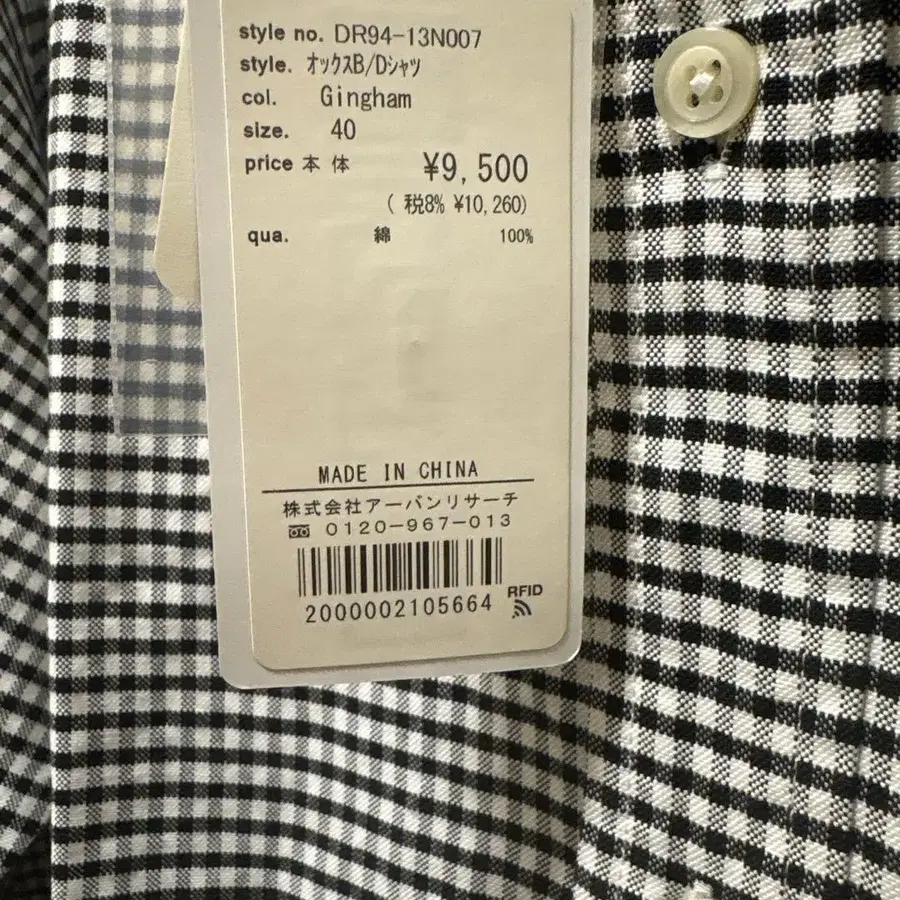 style no. DR94-13N007
style. オックスB/Dシャツ
col. Gingham
size. 40
price 本 体 ¥9,500
( 税8% ¥10,260)
qua. 綿 100%
MADE IN CHINA
株式会社アーバンリサーチ
0120-967-013
RFID
2000002105664